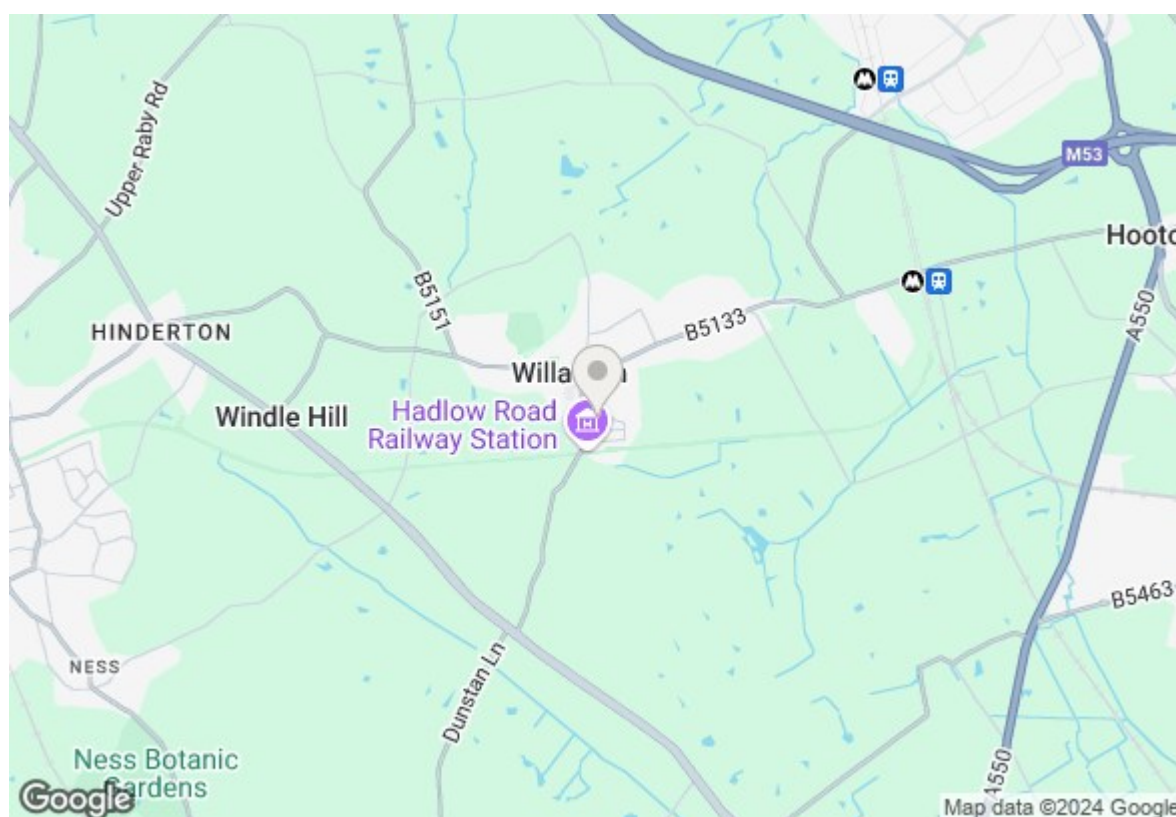 Upper Raby Rd
M53
Hooto
B5151
A550
HINDERTON
B5133
Windle Hill
Hadlow Road
Railway Station
B5463
NESS
Dunstan Ln
Ness Botanic
Gardens
A550
Google
Map data ©2024 Google